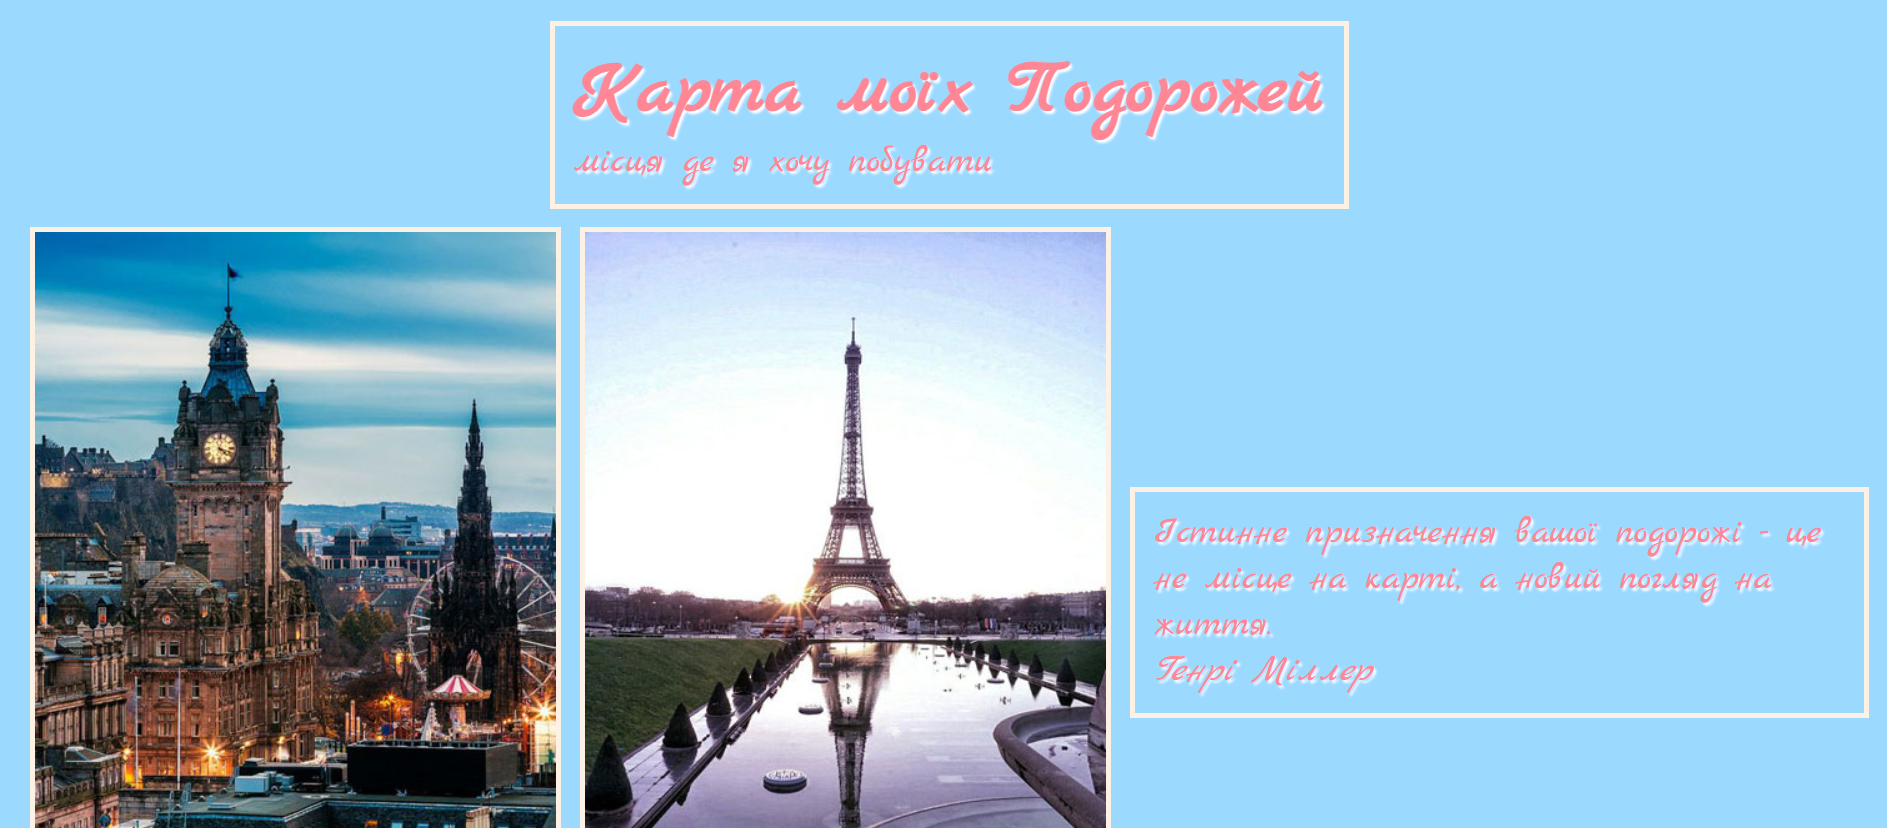 Карта моїх Подорожей
місця де я хочу побувати
Істинне призначення вашої подорожі - це
не місце на карті, а новий погляд на
життя.
Генрі Міллер